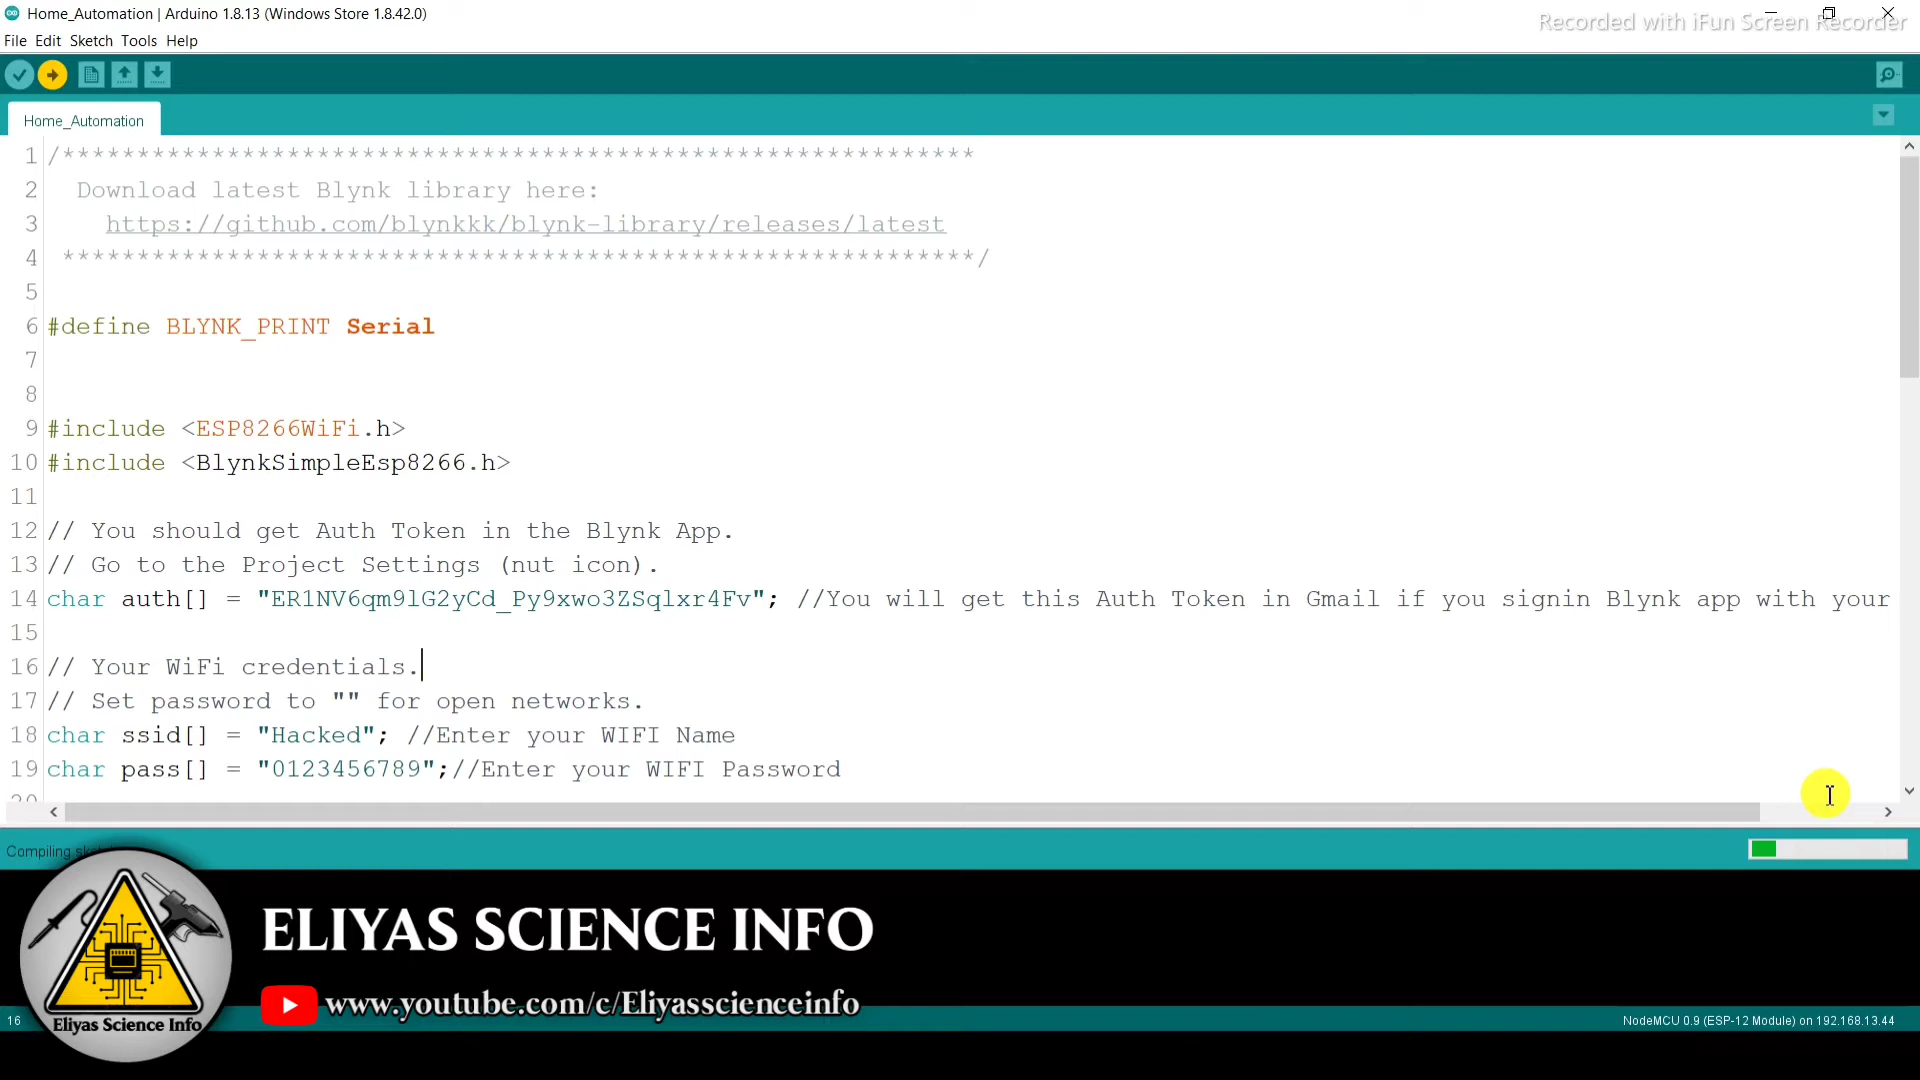 Home_Automation | Arduino 1.8.13 (Windows Store 1.8.42.0)
Recorded with iFun Screen Recorder
File Edit Sketch Tools Help
Home_Automation
1 /*************************************************************
2 Download latest Blynk library here:
3 https://github.com/blynkkk/blynk-library/releases/latest
4 *************************************************************/
5
6 #define BLYNK_PRINT Serial
7
8
9 #include <ESP8266WiFi.h>
10 #include <BlynkSimpleEsp8266.h>
11
12 // You should get Auth Token in the Blynk App.
13 // Go to the Project Settings (nut icon).
14 char auth[] = "ER1NV6qm9lG2yCd_Py9xwo3ZSqlxr4Fv"; //You will get this Auth Token in Gmail if you signin Blynk app with your
15
16 // Your WiFi credentials.
17 // Set password to "" for open networks.
18 char ssid[] = "Hacked"; //Enter your WIFI Name
19 char pass[] = "0123456789";//Enter your WIFI Password
20
Compiling
ELIYAS SCIENCE INFO
www.youtube.com/c/Eliyasscienceinfo
Eliyas Science Info
16
NodeMCU 0.9 (ESP-12 Module) on 192.168.13.44